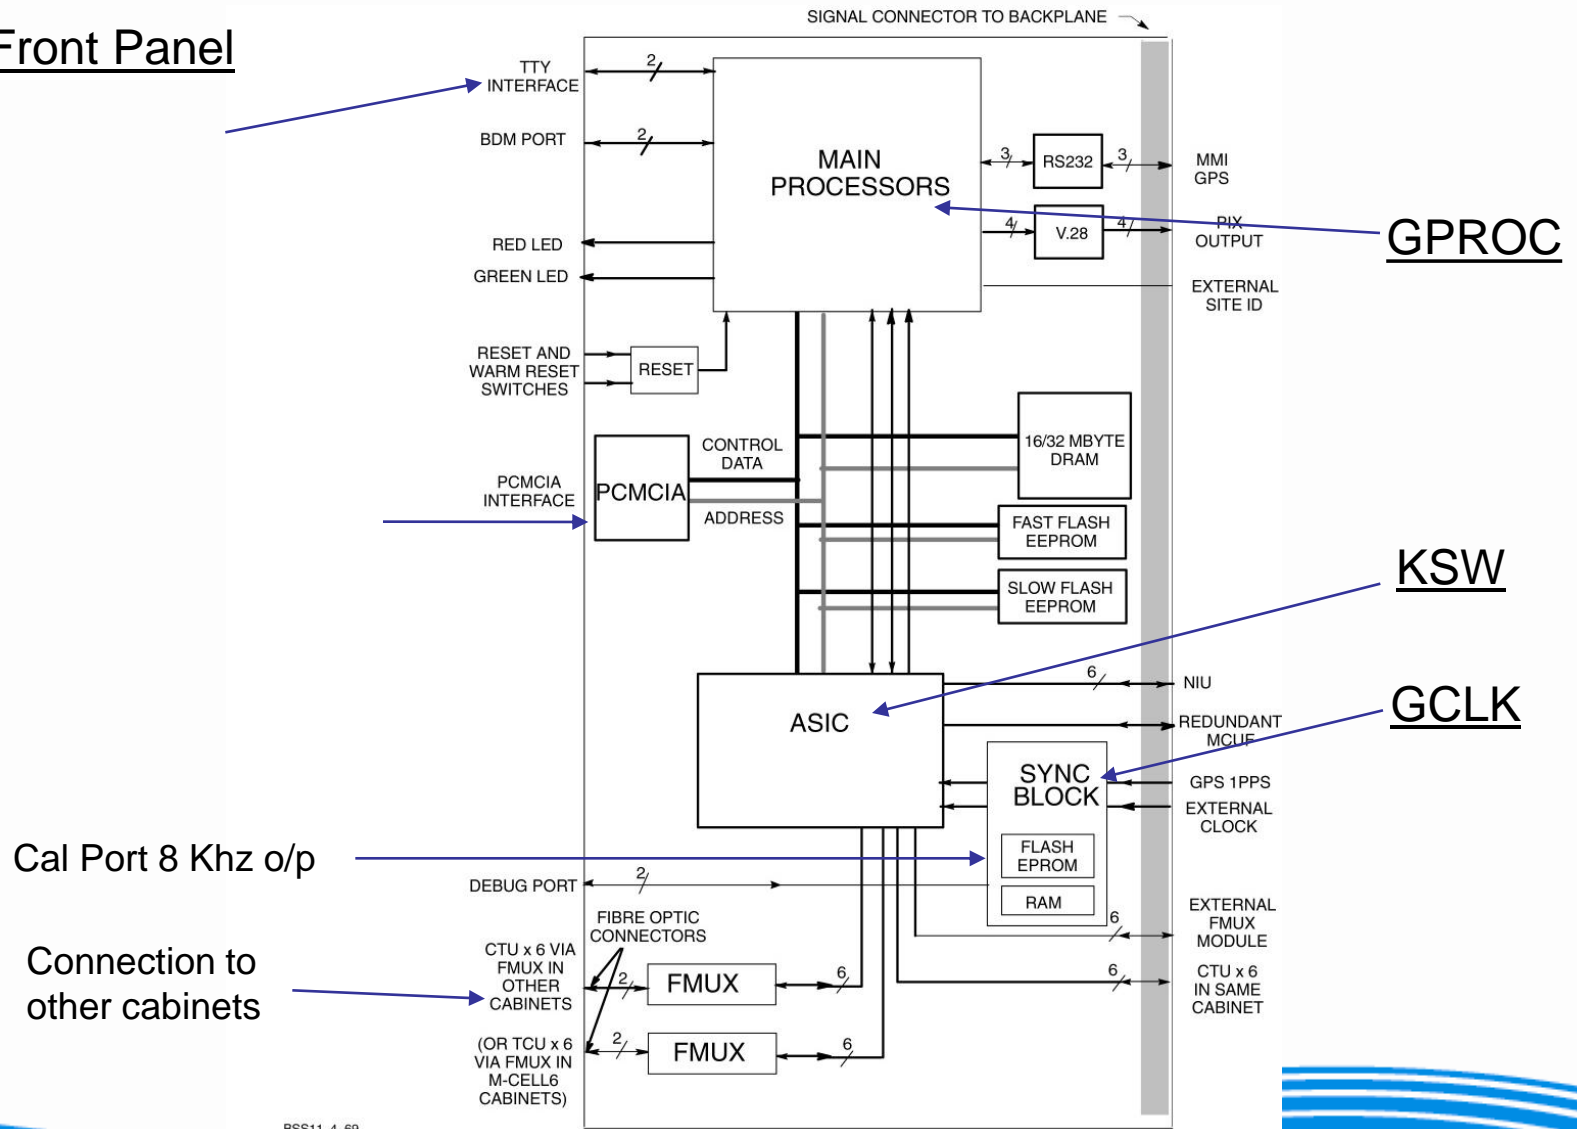 SIGNAL CONNECTOR TO BACKPLANE
Front Panel
TTY
INTERFACE
2
BDM PORT
2
MAIN
PROCESSORS
3
RS232
3
MMI
GPS
4
V.28
4
PIX
OUTPUT
GPROC
RED LED
GREEN LED
EXTERNAL
SITE ID
RESET AND
WARM RESET
SWITCHES
RESET
CONTROL
DATA
16/32 MBYTE
DRAM
PCMCIA
INTERFACE
PCMCIA
ADDRESS
FAST FLASH
EEPROM
KSW
SLOW FLASH
EEPROM
6
NIU
ASIC
GCLK
REDUNDANT
MCUF
SYNC
BLOCK
GPS 1PPS
EXTERNAL
CLOCK
FLASH
EPROM
Cal Port 8 Khz o/p
DEBUG PORT
2
RAM
FIBRE OPTIC
CONNECTORS
6
EXTERNAL
FMUX
MODULE
Connection to
other cabinets
CTU x 6 VIA
FMUX IN
OTHER
CABINETS
2
FMUX
6
6
CTU x 6
IN SAME
CABINET
(OR TCU x 6
VIA FMUX IN
M-CELL6
CABINETS)
2
FMUX
6
BSS11_4_69